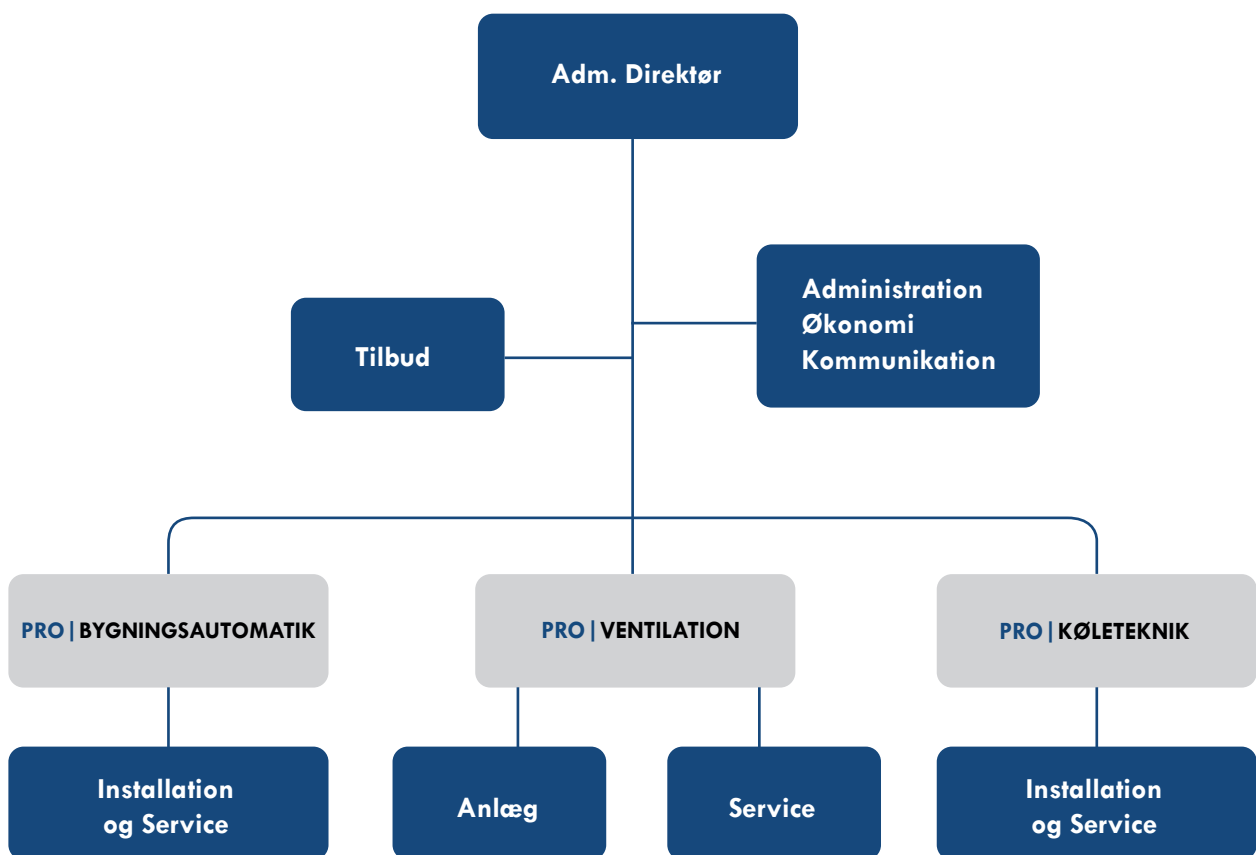 Adm. Direktør
Administration
Økonomi
Kommunikation
Tilbud
PRO|BYGNINGSAUTOMATIK
PRO|VENTILATION
PRO|KØLETEKNIK
Installation
og Service
Anlæg
Service
Installation
og Service